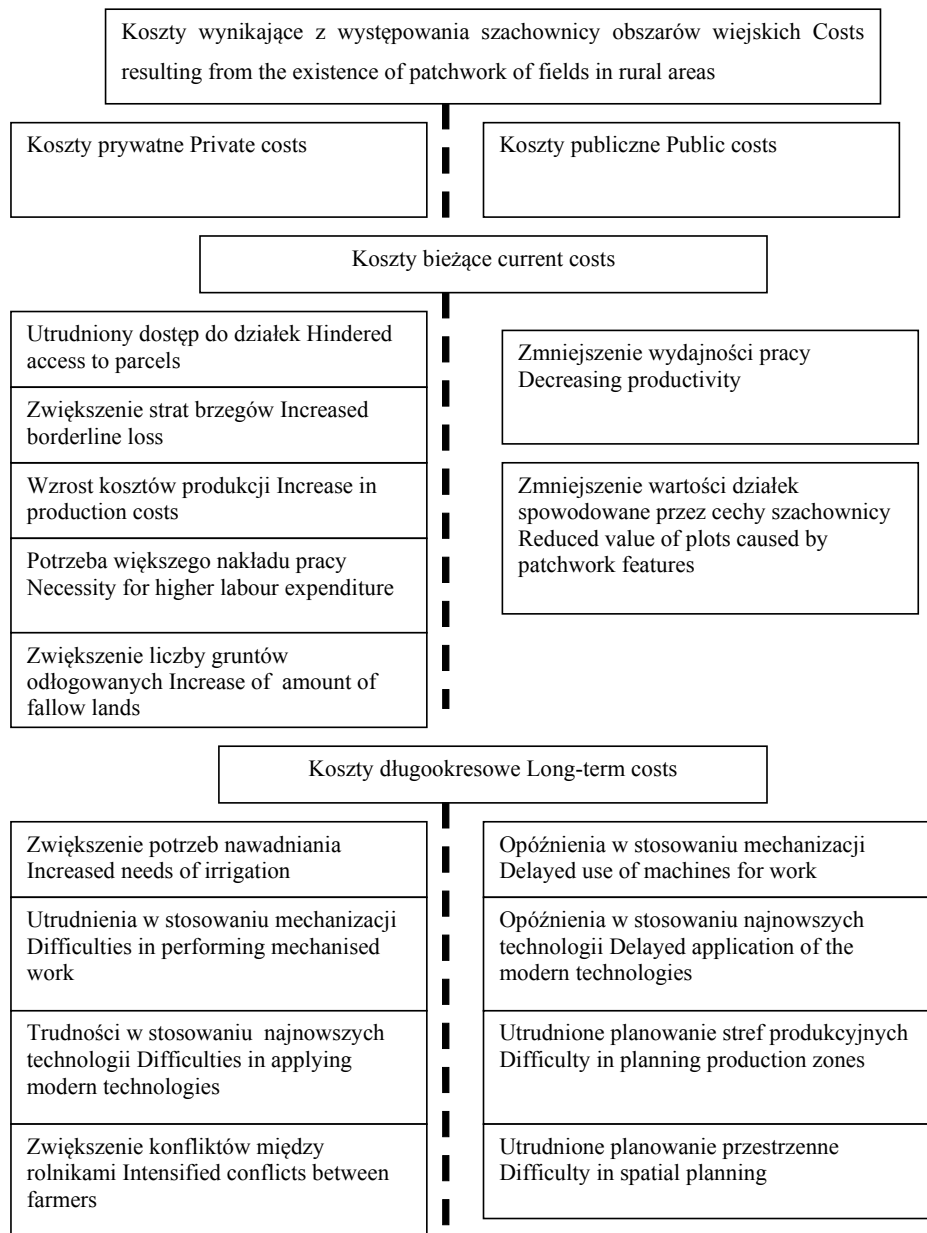 Koszty wynikające z występowania szachownicy obszarów wiejskich Costs
resulting from the existence of patchwork of fields in rural areas
Koszty prywatne Private costs
Koszty publiczne Public costs
Koszty bieżące current costs
Utrudniony dostęp do działek Hindered
access to parcels
Zwiększenie strat brzegów Increased
borderline loss
Wzrost kosztów produkcji Increase in
production costs
Potrzeba większego nakładu pracy
Necessity for higher labour expenditure
Zwiększenie liczby gruntów
odłogowanych Increase of amount of
fallow lands
Zmniejszenie wydajności pracy
Decreasing productivity
Zmniejszenie wartości działek
spowodowane przez cechy szachownicy
Reduced value of plots caused by
patchwork features
Koszty długookresowe Long-term costs
Zwiększenie potrzeb nawadniania
Increased needs of irrigation
Utrudnienia w stosowaniu mechanizacji
Difficulties in performing mechanised
work
Trudności w stosowaniu najnowszych
technologii Difficulties in applying
modern technologies
Zwiększenie konfliktów między
rolnikami Intensified conflicts between
farmers
Opóźnienia w stosowaniu mechanizacji
Delayed use of machines for work
Opóźnienia w stosowaniu najnowszych
technologii Delayed application of the
modern technologies
Utrudnione planowanie stref produkcyjnych
Difficulty in planning production zones
Utrudnione planowanie przestrzenne
Difficulty in spatial planning